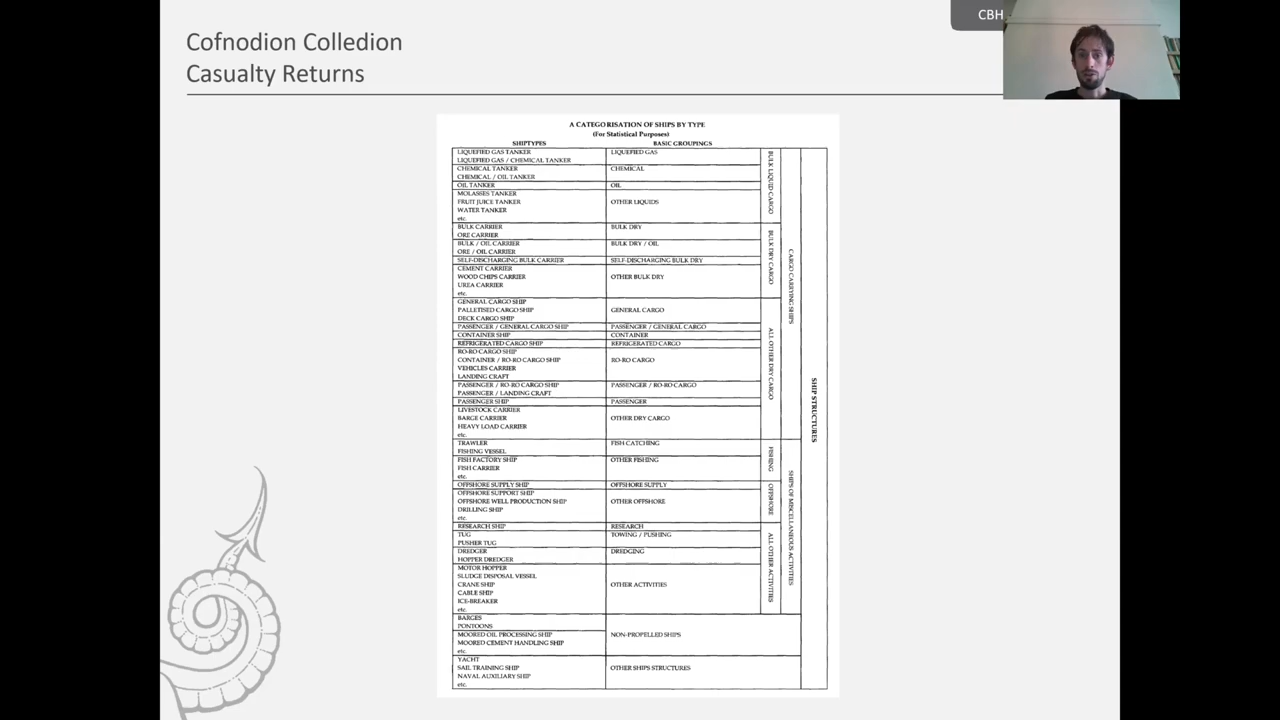 Cofnodion Colledion
Casualty Returns
CBH
A CATEGORISATION OF SHIPS BY TYPE
(For Statistical Purposes)
SHIPTYPES BASIC GROUPINGS
LIQUEFIED GAS TANKER LIQUEFIED GAS
LIQUEFIED GAS / CHEMICAL TANKER
CHEMICAL TANKER CHEMICAL
CHEMICAL / OIL TANKER
OIL TANKER OIL
MOLASSES TANKER
FRUIT JUICE TANKER OTHER LIQUIDS
WATER TANKER
etc.
BULK LIQUID CARGO
BULK CARRIER BULK DRY
ORE CARRIER
BULK / OIL CARRIER BULK DRY / OIL
ORE / OIL CARRIER
SELF-DISCHARGING BULK CARRIER SELF-DISCHARGING BULK DRY
CEMENT CARRIER
WOOD CHIPS CARRIER OTHER BULK DRY
UREA CARRIER
etc.
BULK DRY CARGO
GENERAL CARGO SHIP
PALLETISED CARGO SHIP GENERAL CARGO
DECK CARGO SHIP
PASSENGER / GENERAL CARGO SHIP PASSENGER / GENERAL CARGO
CONTAINER SHIP CONTAINER
REFRIGERATED CARGO SHIP REFRIGERATED CARGO
RO-RO CARGO SHIP
CONTAINER / RO-RO CARGO SHIP RO-RO CARGO
VEHICLES CARRIER
LANDING CRAFT
PASSENGER / RO-RO CARGO SHIP PASSENGER / RO-RO CARGO
PASSENGER / LANDING CRAFT
PASSENGER SHIP PASSENGER
LIVESTOCK CARRIER
BARGE CARRIER OTHER DRY CARGO
HEAVY LOAD CARRIER
etc.
ALL OTHER DRY CARGO
CARGO CARRYING SHIPS
TRAWLER FISH CATCHING
FISHING VESSEL
FISH FACTORY SHIP OTHER FISHING
FISH CARRIER
etc.
FISHING
OFFSHORE SUPPLY SHIP OFFSHORE SUPPLY
OFFSHORE SUPPORT SHIP
OFFSHORE WELL PRODUCTION SHIP OTHER OFFSHORE
DRILLING SHIP
etc.
OFFSHORE
RESEARCH SHIP RESEARCH
TUG TOWING / PUSHING
PUSHER TUG
DREDGER DREDGING
HOPPER DREDGER
MOTOR HOPPER
SLUDGE DISPOSAL VESSEL
CRANE SHIP OTHER ACTIVITIES
CABLE SHIP
ICE-BREAKER
etc.
ALL OTHER ACTIVITIES
SHIPS OF MISCELLANEOUS ACTIVITIES
BARGES
PONTOONS
MOORED OIL PROCESSING SHIP NON-PROPELLED SHIPS
MOORED CEMENT HANDLING SHIP
etc.
YACHT
SAIL TRAINING SHIP OTHER SHIPS STRUCTURES
NAVAL AUXILIARY SHIP
etc.
SHIP STRUCTURES